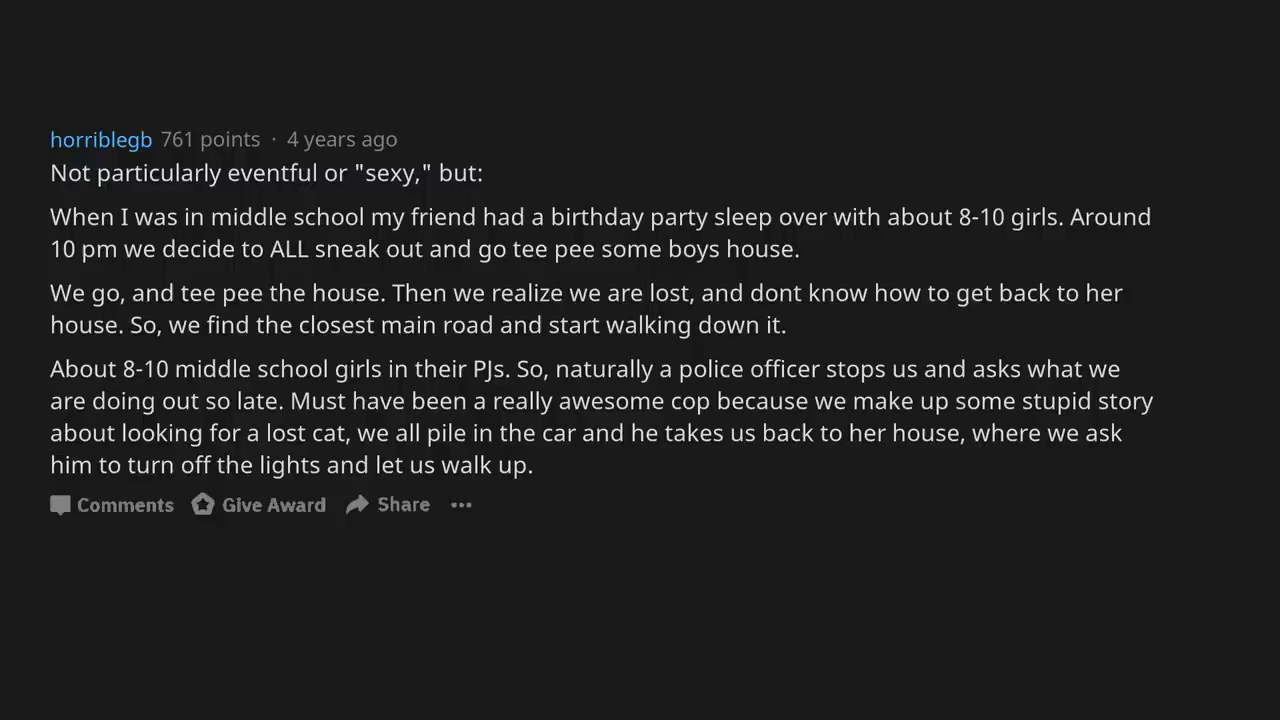 horriblegb 761 points · 4 years ago
Not particularly eventful or "sexy," but:
When I was in middle school my friend had a birthday party sleep over with about 8-10 girls. Around
10 pm we decide to ALL sneak out and go tee pee some boys house.
We go, and tee pee the house. Then we realize we are lost, and dont know how to get back to her
house. So, we find the closest main road and start walking down it.
About 8-10 middle school girls in their PJs. So, naturally a police officer stops us and asks what we
are doing out so late. Must have been a really awesome cop because we make up some stupid story
about looking for a lost cat, we all pile in the car and he takes us back to her house, where we ask
him to turn off the lights and let us walk up.
Comments Give Award Share ···